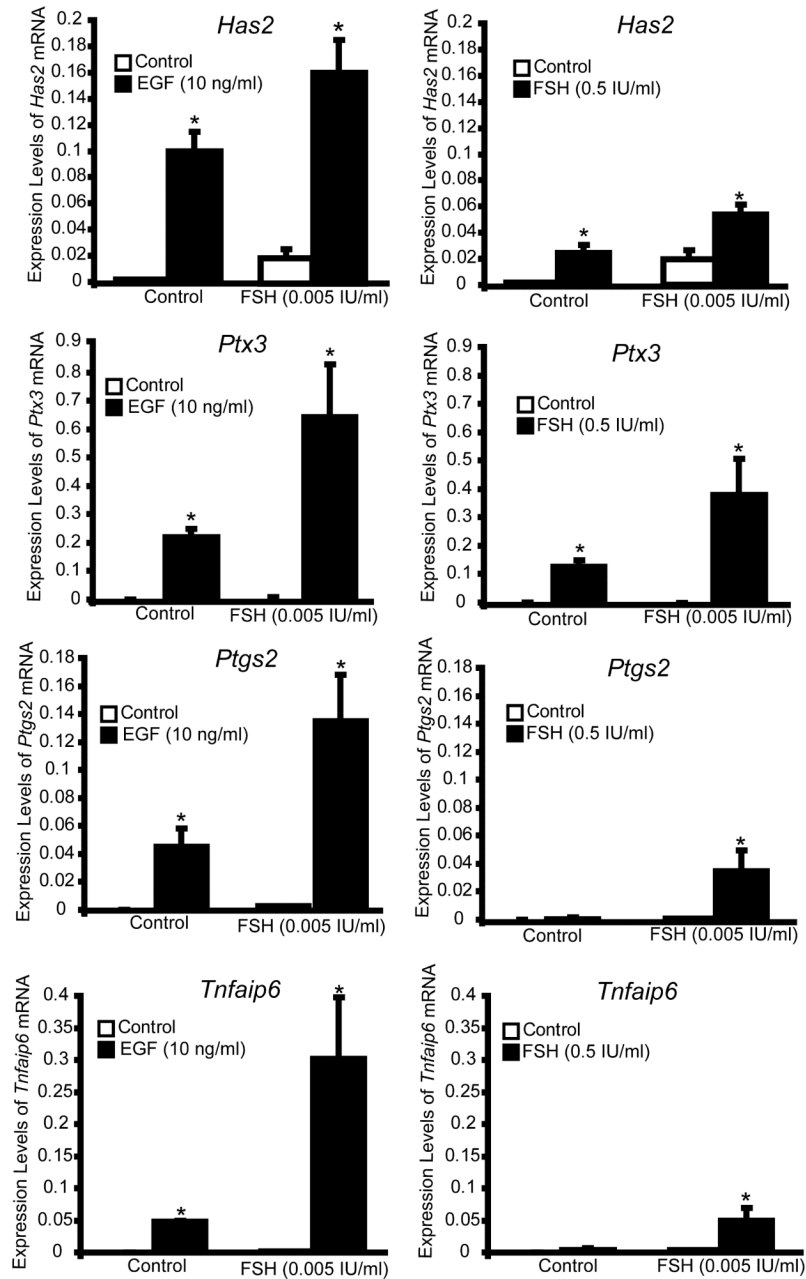 Has2
Expression Levels of Has2 mRNA
0.2
0.18
0.16
0.14
0.12
0.1
0.08
0.06
0.04
0.02
0
Control
EGF (10 ng/ml)
*
*
Control
FSH (0.005 IU/ml)
Has2
Expression Levels of Has2 mRNA
0.2
0.18
0.16
0.14
0.12
0.1
0.08
0.06
0.04
0.02
0
Control
FSH (0.5 IU/ml)
*
*
Control
FSH (0.005 IU/ml)
Ptx3
Expression Levels of Ptx3 mRNA
0.9
0.8
0.7
0.6
0.5
0.4
0.3
0.2
0.1
0
Control
EGF (10 ng/ml)
*
*
Control
FSH (0.005 IU/ml)
Ptx3
Expression Levels of Ptx3 mRNA
0.9
0.8
0.7
0.6
0.5
0.4
0.3
0.2
0.1
0
Control
FSH (0.5 IU/ml)
*
*
Control
FSH (0.005 IU/ml)
Ptgs2
Expression Levels of Ptgs2 mRNA
0.18
0.16
0.14
0.12
0.1
0.08
0.06
0.04
0.02
0
Control
EGF (10 ng/ml)
*
*
Control
FSH (0.005 IU/ml)
Ptgs2
Expression Levels of Ptgs2 mRNA
0.18
0.16
0.14
0.12
0.1
0.08
0.06
0.04
0.02
0
Control
FSH (0.5 IU/ml)
*
Control
FSH (0.005 IU/ml)
Tnfaip6
Expression Levels of Tnfaip6 mRNA
0.4
0.35
0.3
0.25
0.2
0.15
0.1
0.05
0
Control
EGF (10 ng/ml)
*
*
Control
FSH (0.005 IU/ml)
Tnfaip6
Expression Levels of Tnfaip6 mRNA
0.4
0.35
0.3
0.25
0.2
0.15
0.1
0.05
0
Control
FSH (0.5 IU/ml)
*
Control
FSH (0.005 IU/ml)